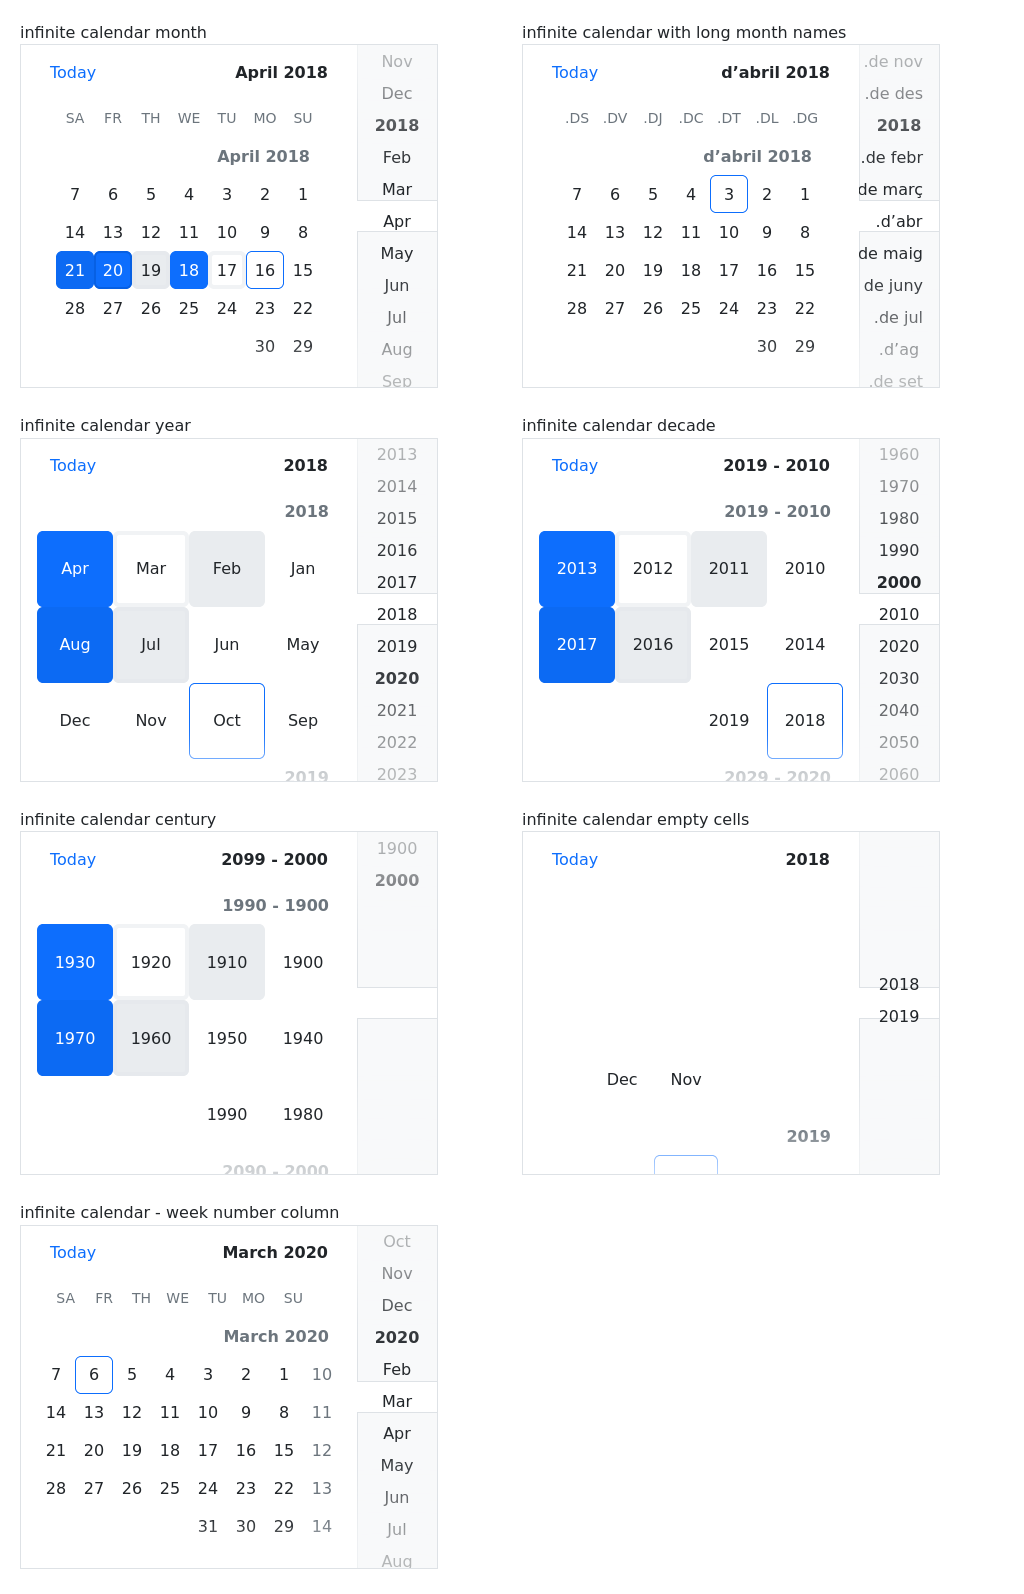 infinite calendar month
Today April 2018
SA FR TH WE TU MO SU
April 2018
7 6 5 4 3 2 1
14 13 12 11 10 9 8
21 20 19 18 17 16 15
28 27 26 25 24 23 22
30 29
Nov
Dec
2018
Feb
Mar
Apr
May
Jun
Jul
Aug
Sep
infinite calendar with long month names
Today d’abril 2018
.DS .DV .DJ .DC .DT .DL .DG
d’abril 2018
7 6 5 4 3 2 1
14 13 12 11 10 9 8
21 20 19 18 17 16 15
28 27 26 25 24 23 22
30 29
.de nov
.de des
2018
.de febr
de març
.d’abr
de maig
de juny
.de jul
.d’ag
.de set
infinite calendar year
Today 2018
2018
Apr Mar Feb Jan
Aug Jul Jun May
Dec Nov Oct Sep
2019
2013
2014
2015
2016
2017
2018
2019
2020
2021
2022
2023
infinite calendar decade
Today 2019 - 2010
2019 - 2010
2013 2012 2011 2010
2017 2016 2015 2014
2019 2018
2029 - 2020
1960
1970
1980
1990
2000
2010
2020
2030
2040
2050
2060
infinite calendar century
Today 2099 - 2000
1990 - 1900
1930 1920 1910 1900
1970 1960 1950 1940
1990 1980
2090 - 2000
1900
2000
infinite calendar empty cells
Today 2018
Dec Nov
2019
2018
2019
infinite calendar - week number column
Today March 2020
SA FR TH WE TU MO SU
March 2020
7 6 5 4 3 2 1 10
14 13 12 11 10 9 8 11
21 20 19 18 17 16 15 12
28 27 26 25 24 23 22 13
31 30 29 14
Oct
Nov
Dec
2020
Feb
Mar
Apr
May
Jun
Jul
Aug